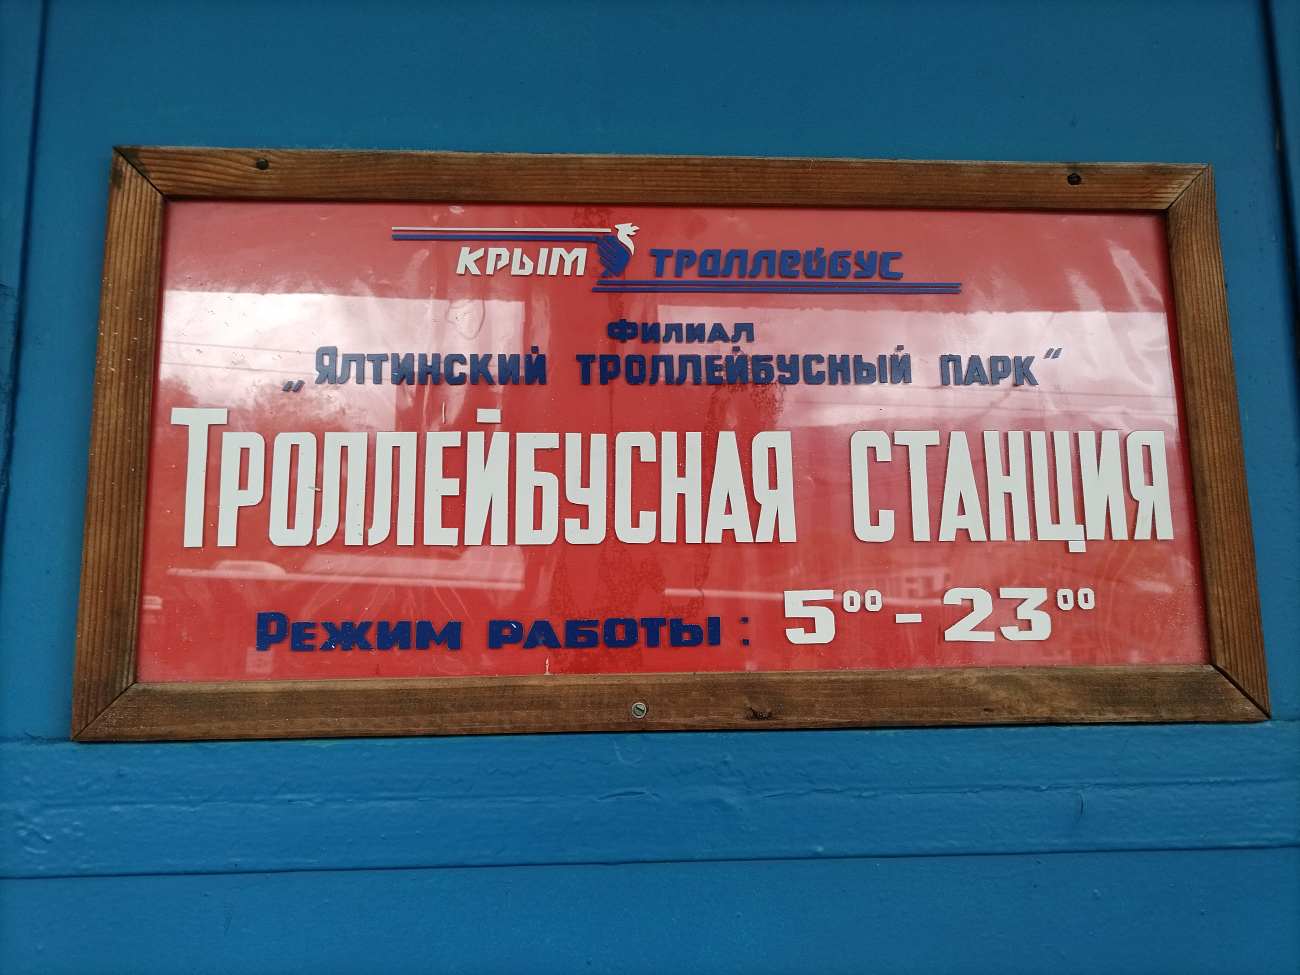 КРЫМ ТРОЛЛЕЙБУС
ФИЛИАЛ
„ЯЛТИНСКИЙ ТРОЛЛЕЙБУСНЫЙ ПАРК"
ТРОЛЛЕЙБУСНАЯ СТАНЦИЯ
РЕЖИМ РАБОТЫ: 5⁰⁰ - 23⁰⁰